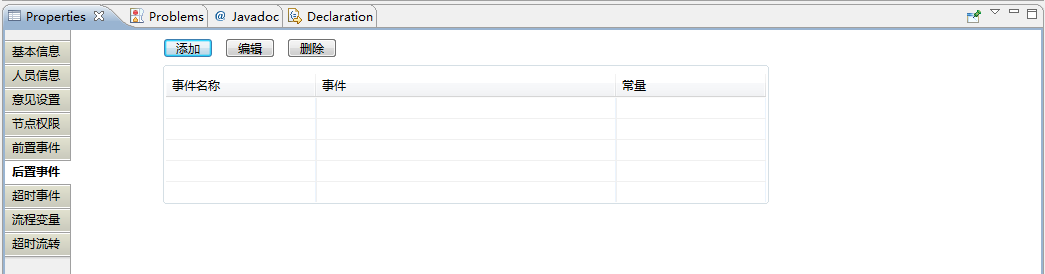 Properties Problems @ Javadoc Declaration
添加 编辑 删除
事件名称 事件 常量
基本信息
人员信息
意见设置
节点权限
前置事件
后置事件
超时事件
流程变量
超时流转